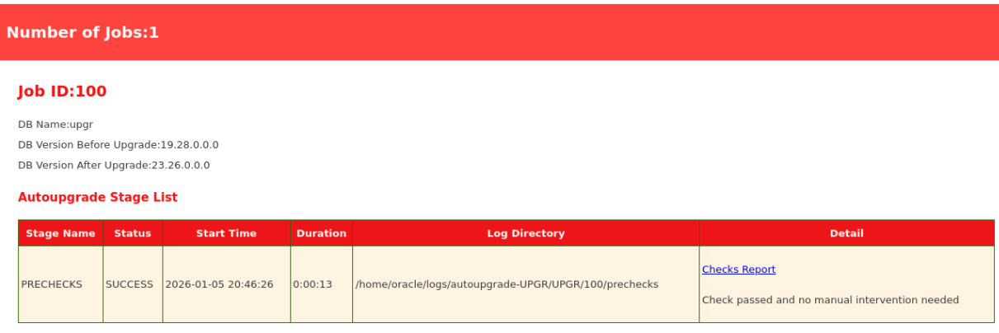 Number of Jobs:1
Job ID:100
DB Name:upgr
DB Version Before Upgrade:19.28.0.0.0
DB Version After Upgrade:23.26.0.0.0
Autoupgrade Stage List
Stage Name Status Start Time Duration Log Directory Detail
PRECHECKS SUCCESS 2026-01-05 20:46:26 0:00:13 /home/oracle/logs/autoupgrade-UPGR/UPGR/100/prechecks Checks Report
Check passed and no manual intervention needed